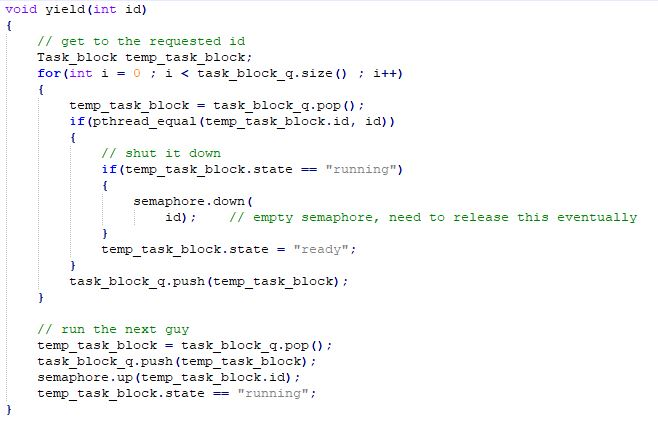 void yield(int id)
{
    // get to the requested id
    Task_block temp_task_block;
    for(int i = 0 ; i < task_block_q.size() ; i++)
    {
        temp_task_block = task_block_q.pop();
        if(pthread_equal(temp_task_block.id, id))
        {
            // shut it down
            if(temp_task_block.state == "running")
            {
                semaphore.down(
                    id);    // empty semaphore, need to release this eventually
            }
            temp_task_block.state = "ready";
        }
        task_block_q.push(temp_task_block);
    }

    // run the next guy
    temp_task_block = task_block_q.pop();
    task_block_q.push(temp_task_block);
    semaphore.up(temp_task_block.id);
    temp_task_block.state == "running";
}